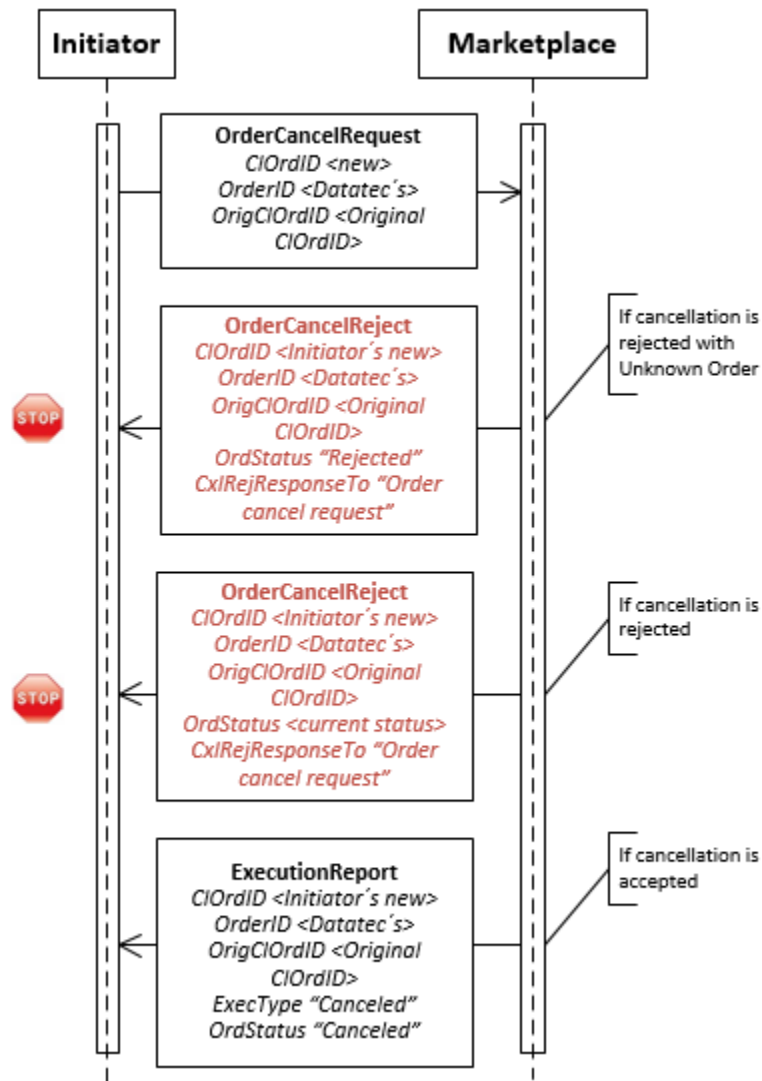 Initiator
Marketplace
OrderCancelRequest
ClOrdID <new>
OrderID <Datatec´s>
OrigClOrdID <Original
ClOrdID>
If cancellation is
rejected with
Unknown Order
OrderCancelReject
ClOrdID <Initiator´s new>
OrderID <Datatec´s>
OrigClOrdID <Original
ClOrdID>
OrdStatus “Rejected”
CxlRejResponseTo “Order
cancel request”
STOP
If cancellation is
rejected
OrderCancelReject
ClOrdID <Initiator´s new>
OrderID <Datatec´s>
OrigClOrdID <Original
ClOrdID>
OrdStatus <current status>
CxlRejResponseTo “Order
cancel request”
STOP
If cancellation is
accepted
ExecutionReport
ClOrdID <Initiator´s new>
OrderID <Datatec´s>
OrigClOrdID <Original
ClOrdID>
ExecType “Canceled”
OrdStatus “Canceled”